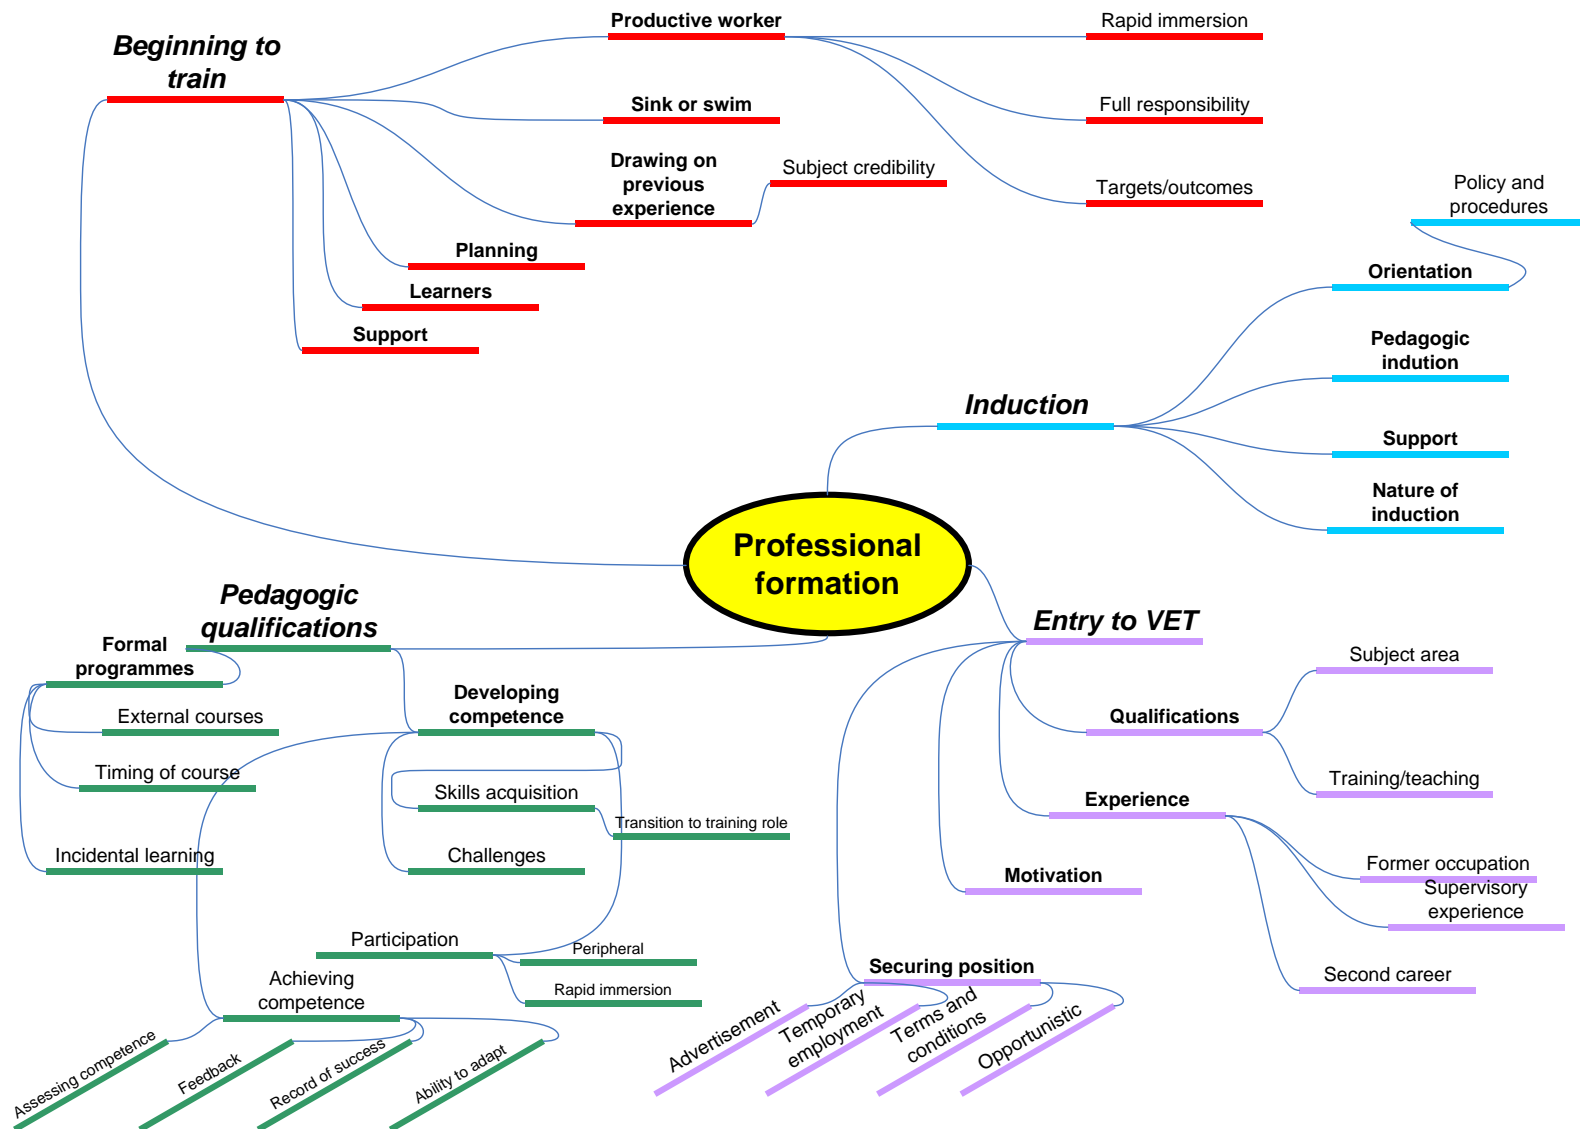 Beginning to
train
Productive worker
Rapid immersion
Full responsibility
Targets/outcomes
Sink or swim
Drawing on
previous
experience
Subject credibility
Planning
Learners
Support
Policy and
procedures
Orientation
Pedagogic
indution
Support
Nature of
induction
Induction
Professional
formation
Entry to VET
Subject area
Qualifications
Training/teaching
Experience
Former occupation
Supervisory
experience
Second career
Motivation
Securing position
Advertisement
Temporary
employment
Terms and
conditions
Opportunistic
Pedagogic
qualifications
Formal
programmes
External courses
Timing of course
Incidental learning
Developing
competence
Skills acquisition
Transition to training role
Challenges
Participation
Peripheral
Rapid immersion
Achieving
competence
Assessing competence
Feedback
Record of success
Ability to adapt